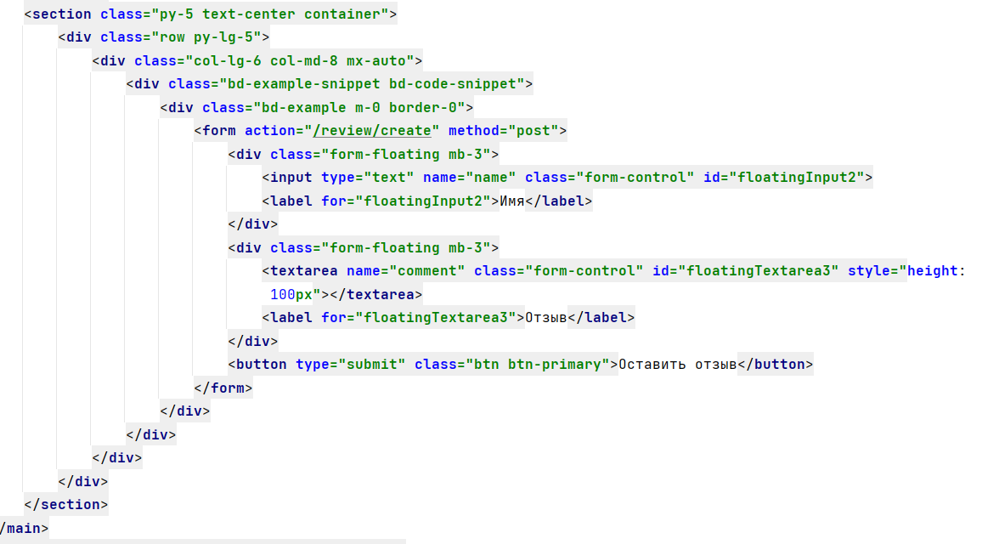 <section class="py-5 text-center container">
<div class="row py-lg-5">
<div class="col-lg-6 col-md-8 mx-auto">
<div class="bd-example-snippet bd-code-snippet">
<div class="bd-example m-0 border-0">
<form action="/review/create" method="post">
<div class="form-floating mb-3">
<input type="text" name="name" class="form-control" id="floatingInput2">
<label for="floatingInput2">Имя</label>
</div>
<div class="form-floating mb-3">
<textarea name="comment" class="form-control" id="floatingTextarea3" style="height:
100px"></textarea>
<label for="floatingTextarea3">Отзыв</label>
</div>
<button type="submit" class="btn btn-primary">Оставить отзыв</button>
</form>
</div>
</div>
</div>
</div>
</section>
/main>